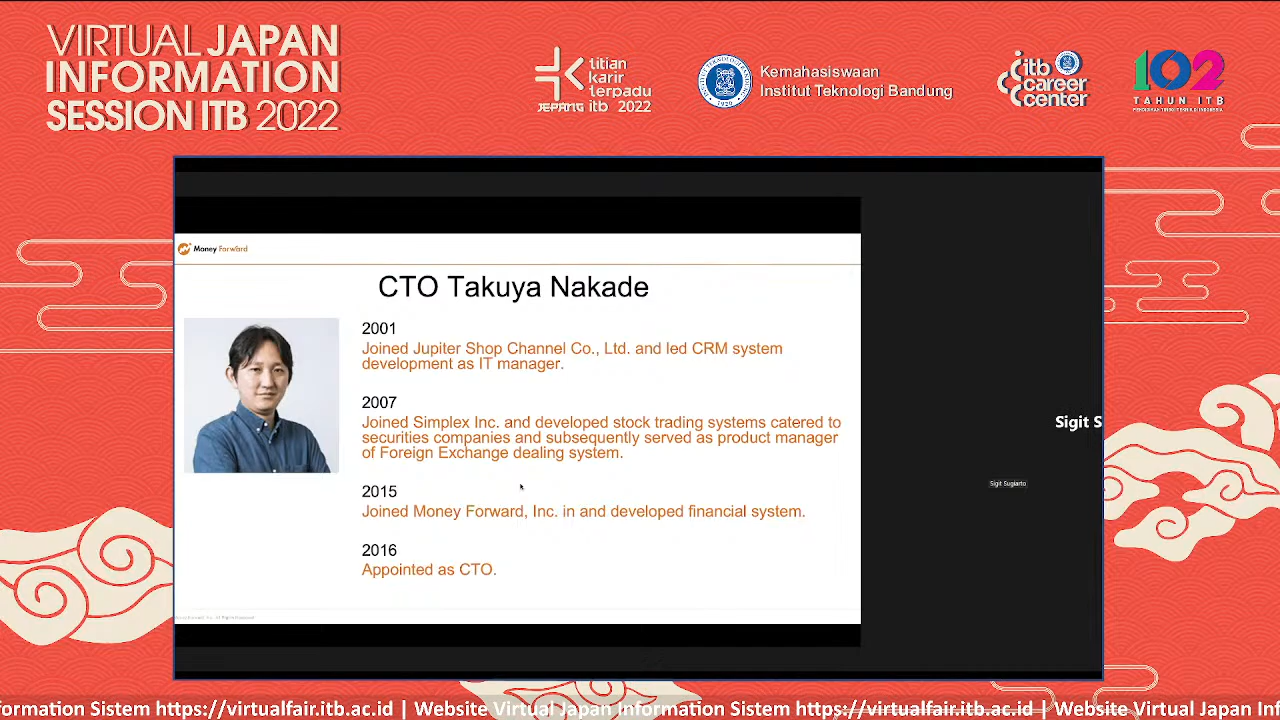 VIRTUAL JAPAN
INFORMATION
SESSION ITB 2022
titian
karir
terpadu
JEPANG itb 2022
Kemahasiswaan
Institut Teknologi Bandung
itb
career
center
102
TAHUN ITB
PENDIDIKAN TINGGI TEKNIK INDONESIA
Money Forward
CTO Takuya Nakade
2001
Joined Jupiter Shop Channel Co., Ltd. and led CRM system
development as IT manager.
2007
Joined Simplex Inc. and developed stock trading systems catered to
securities companies and subsequently served as product manager
of Foreign Exchange dealing system.
2015
Joined Money Forward, Inc. in and developed financial system.
2016
Appointed as CTO.
Sigit S
Sigit Sugiarto
formation Sistem https://virtualfair.itb.ac.id | Website Virtual Japan Information Sistem https://virtualfair.itb.ac.id | Website Virtual Japan Inf